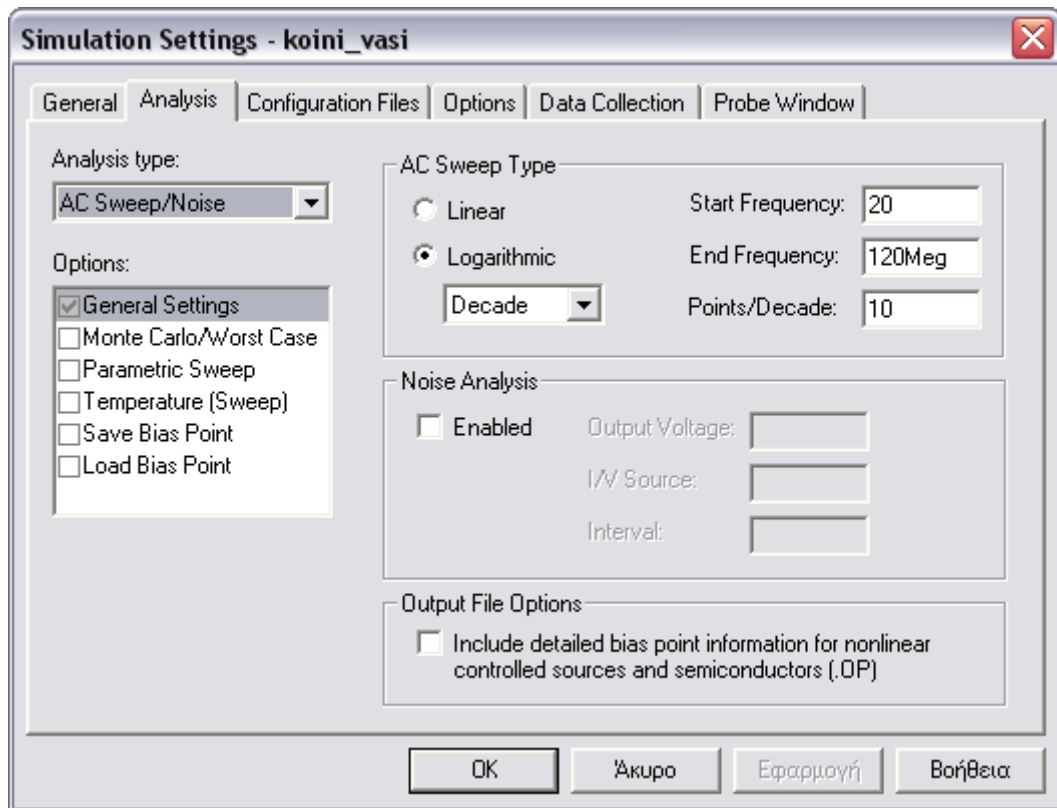 Simulation Settings - koini_vasi
General Analysis Configuration Files Options Data Collection Probe Window
Analysis type:
AC Sweep/Noise
Options:
General Settings
Monte Carlo/Worst Case
Parametric Sweep
Temperature (Sweep)
Save Bias Point
Load Bias Point
AC Sweep Type
Linear
Logarithmic
Decade
Start Frequency: 20
End Frequency: 120Meg
Points/Decade: 10
Noise Analysis
Enabled
Output Voltage:
I/V Source:
Interval:
Output File Options
Include detailed bias point information for nonlinear
controlled sources and semiconductors (.OP)
OK Άκυρο Εφαρμογή Βοήθεια